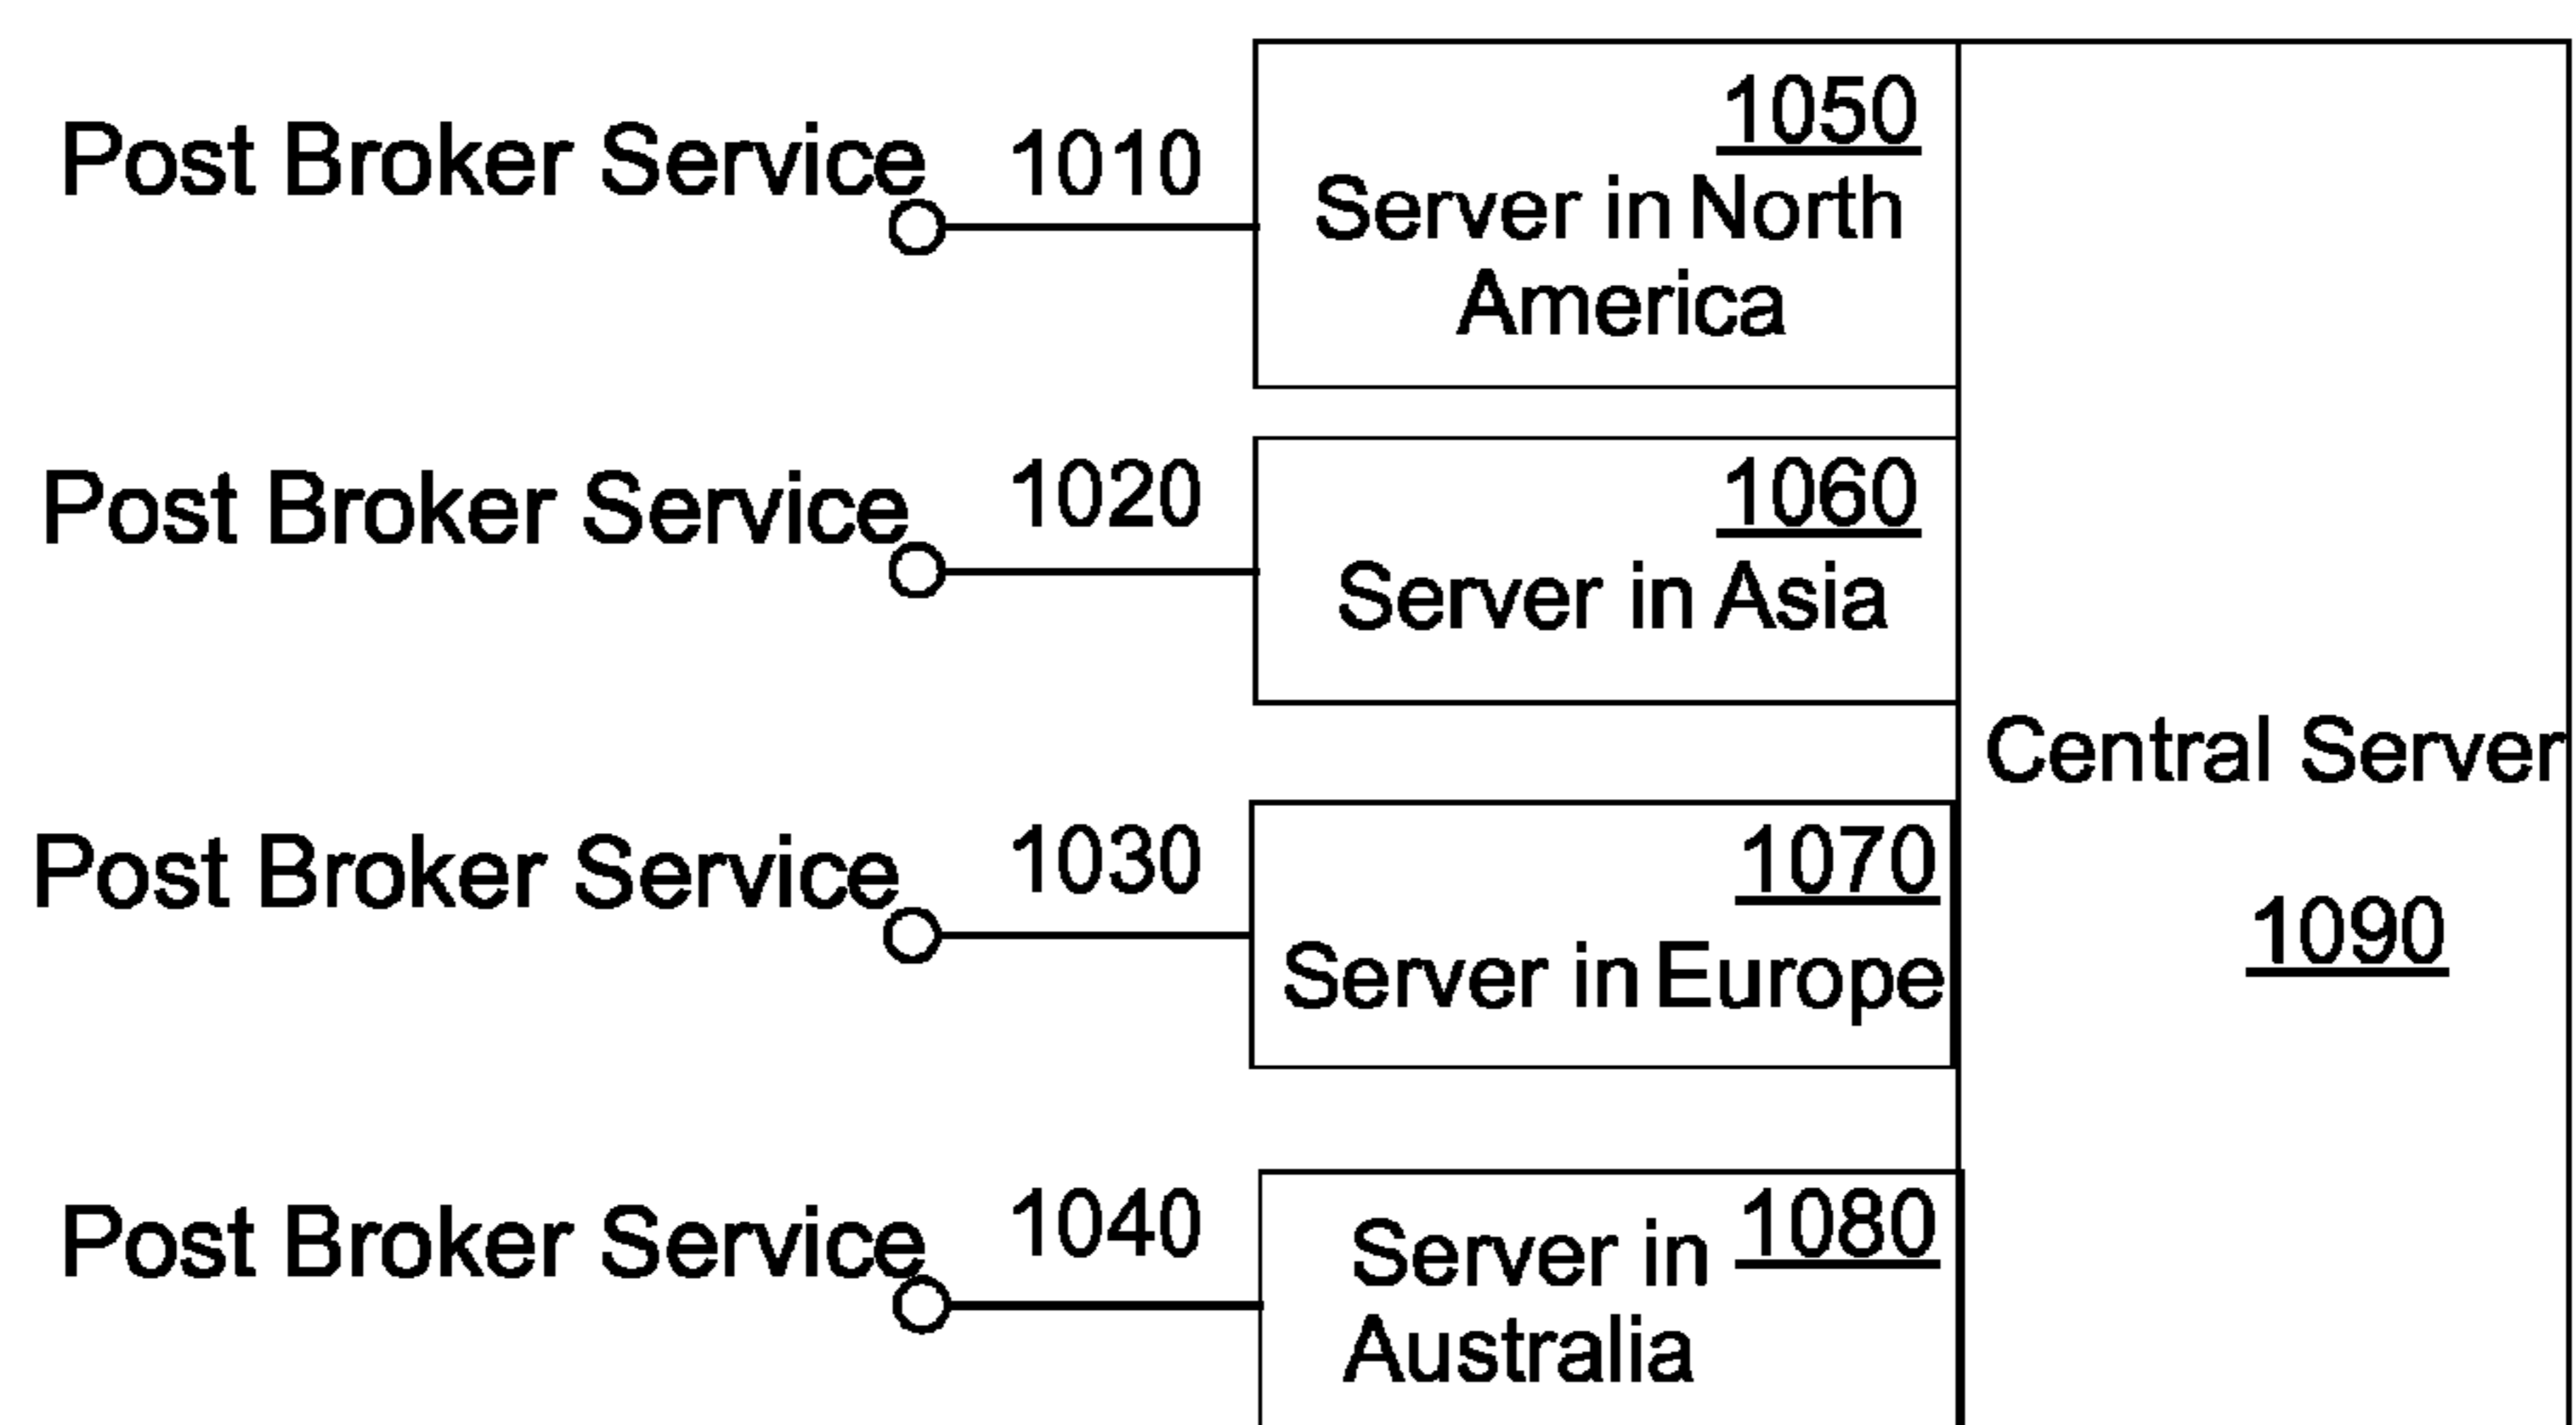 1050
Post Broker Service 1010
Server in North
America
Post Broker Service 1020
1060
Server in Asia
Central Server
Post Broker Service 1030
1070
1090
Server in Europe
Post Broker Service 1040
1080
Server in
Australia